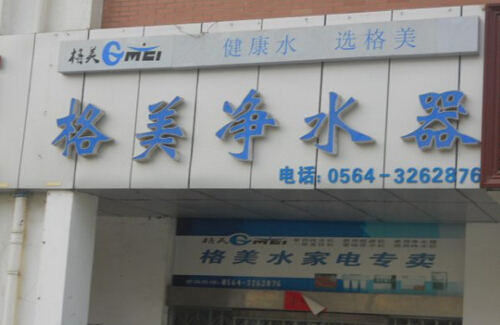 格美 GMEI 健康水 选格美
格美净水器
电话:0564-3262876
格美 GMEI
格美水家电专卖
0564-3262876